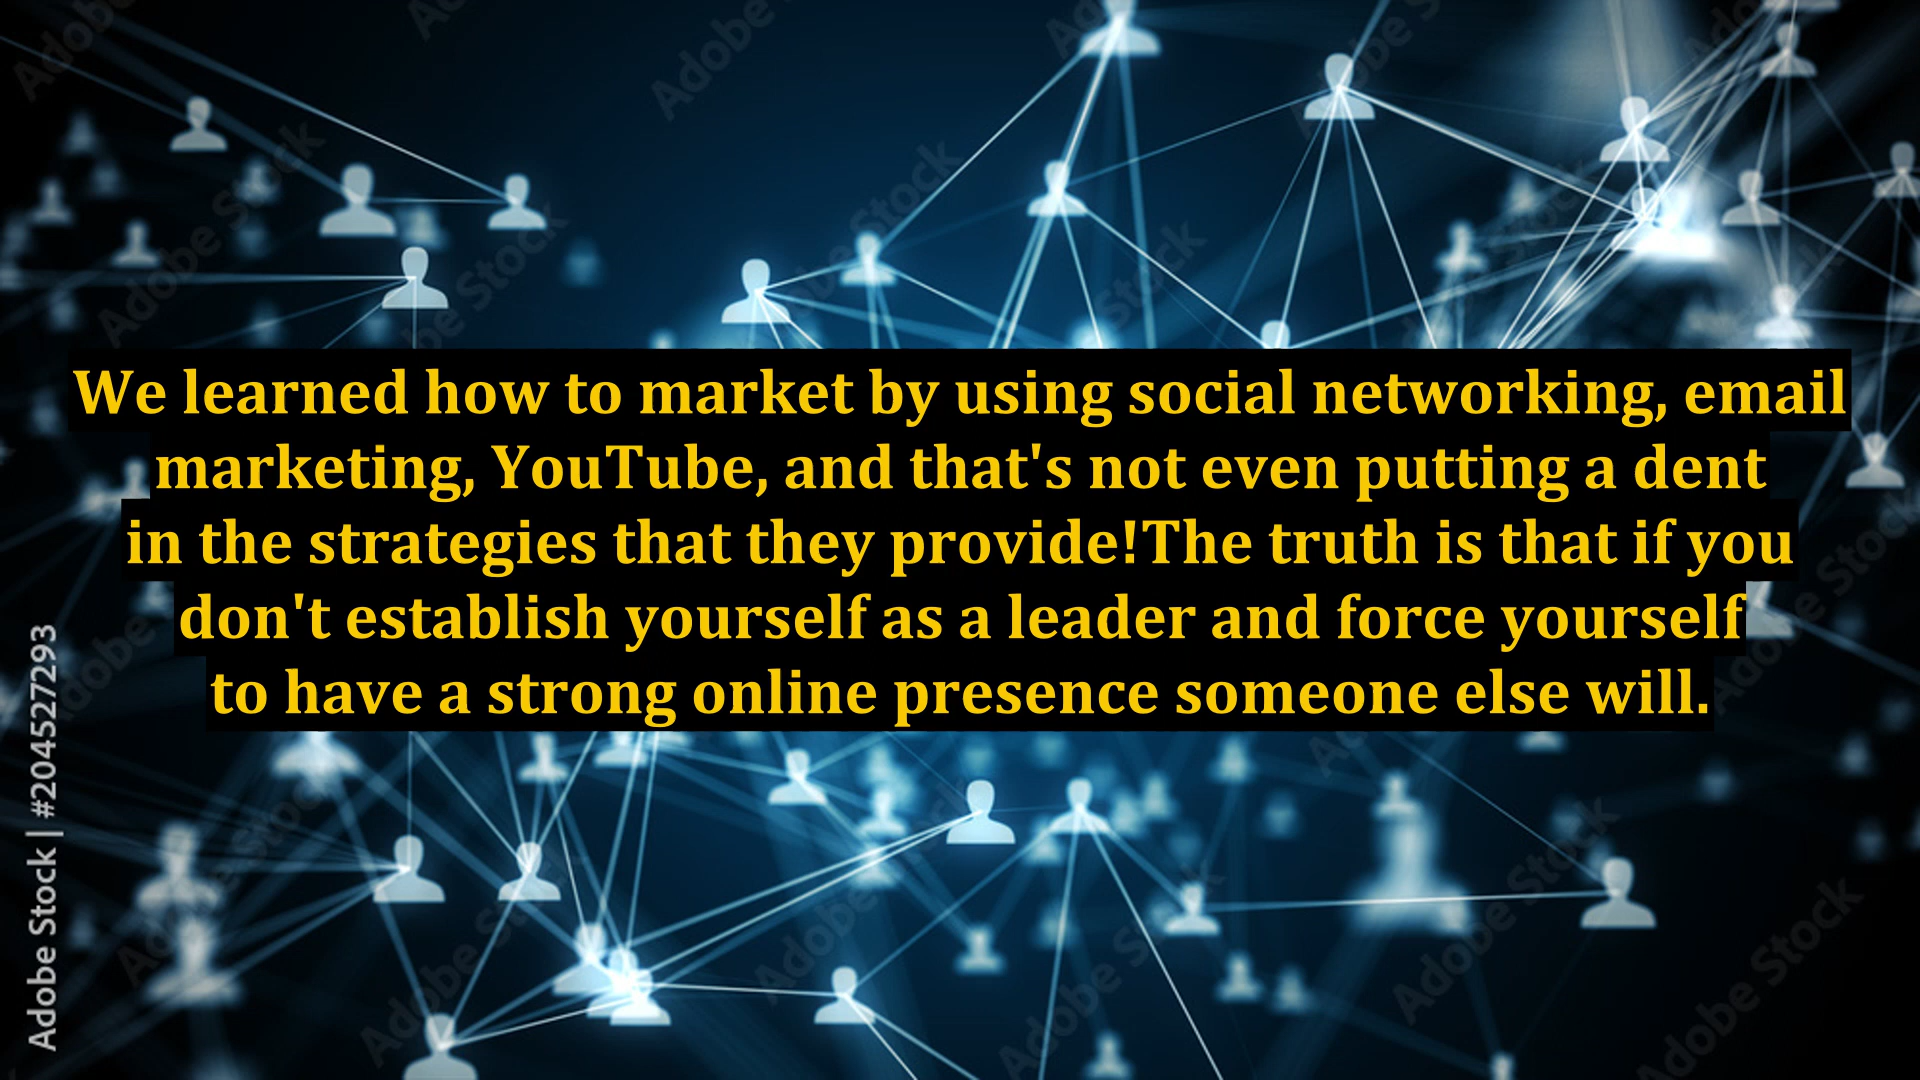 We learned how to market by using social networking, email
marketing, YouTube, and that's not even putting a dent
in the strategies that they provide!The truth is that if you
don't establish yourself as a leader and force yourself
to have a strong online presence someone else will.
Adobe Stock | #204527293
Adobe Stock